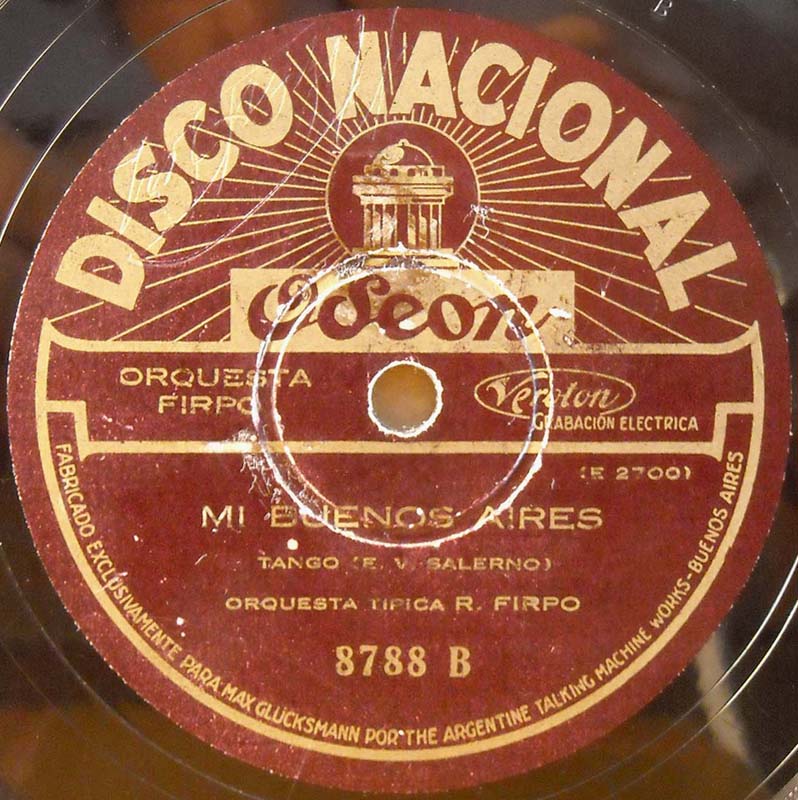 DISCO NACIONAL
Odeon
ORQUESTA
FIRPO
Veroton
GRABACIÓN ELECTRICA
(E 2700)
MI BUENOS AIRES
TANGO (E. V. SALERNO)
ORQUESTA TIPICA R. FIRPO
8788 B
FABRICADO EXCLUSIVAMENTE PARA MAX GLÜCKSMANN POR THE ARGENTINE TALKING MACHINE WORKS-BUENOS AIRES